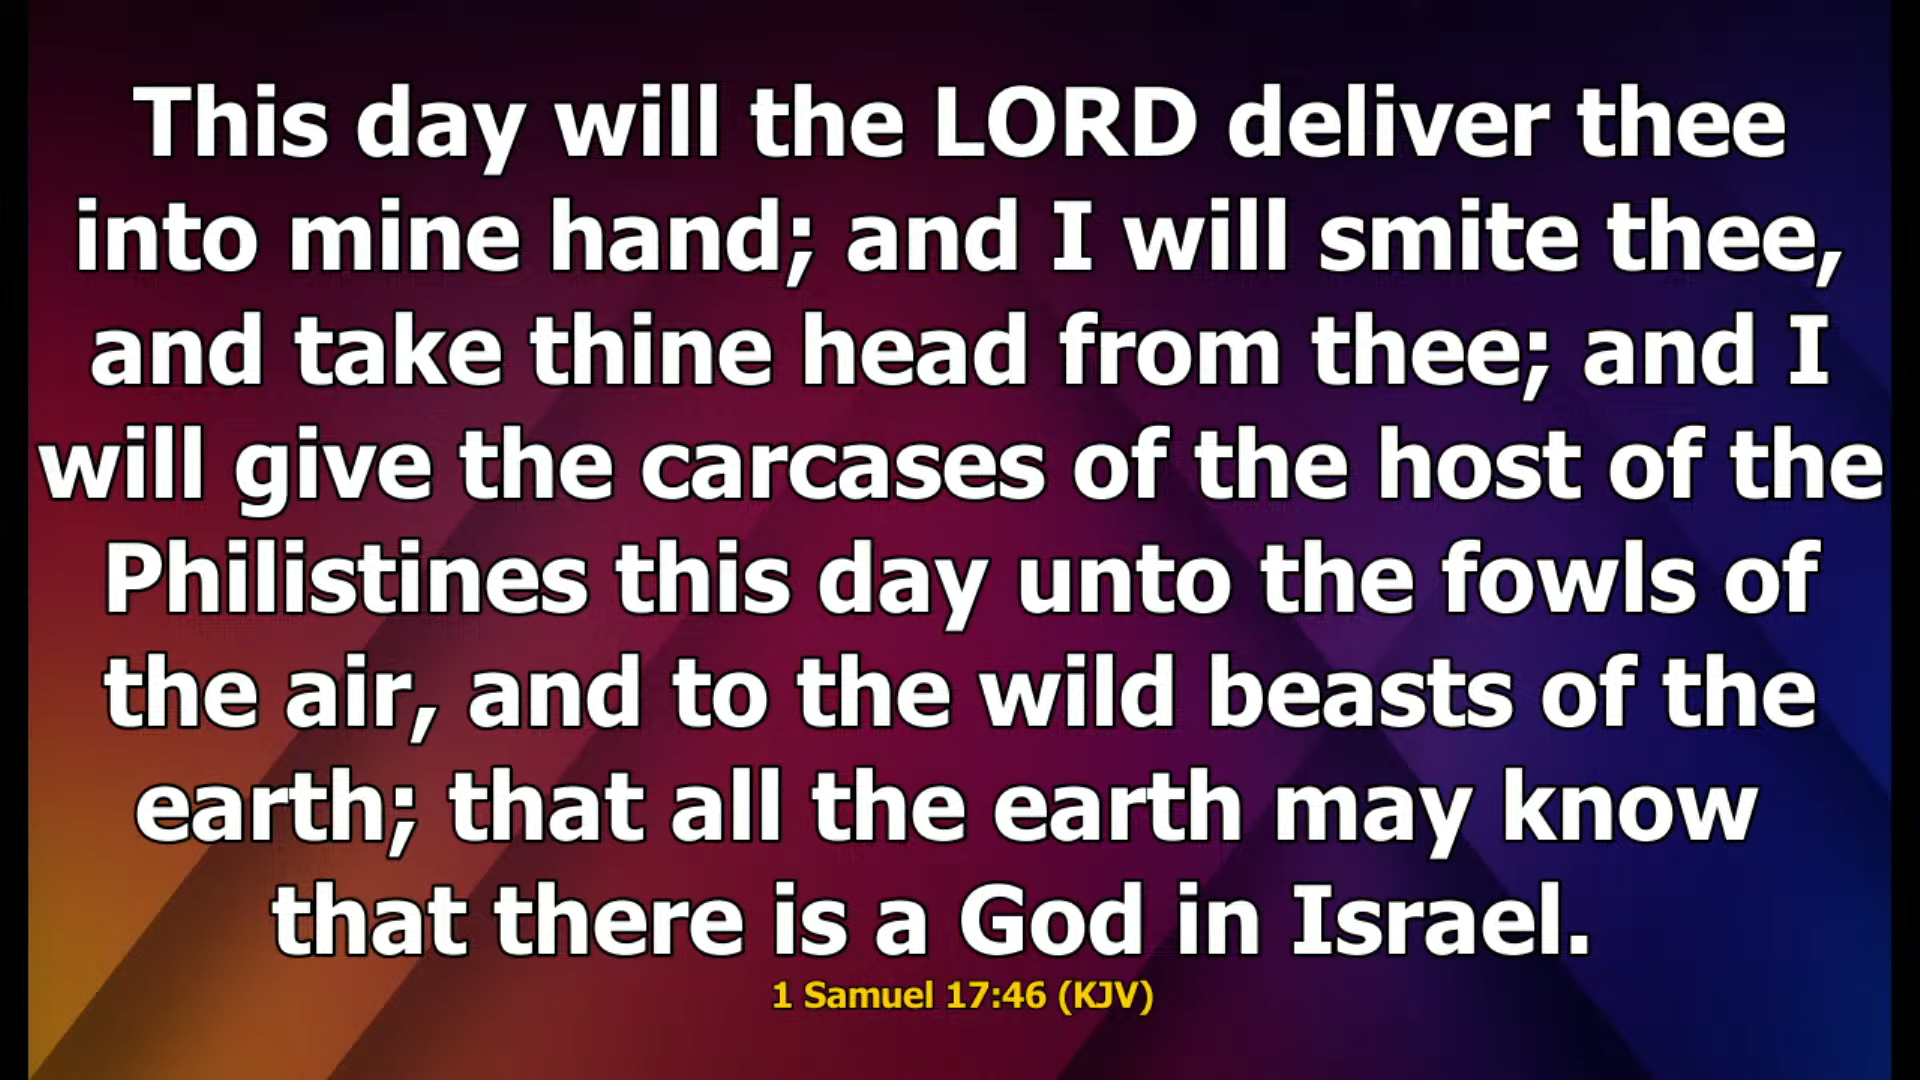 This day will the LORD deliver thee
into mine hand; and I will smite thee,
and take thine head from thee; and I
will give the carcases of the host of the
Philistines this day unto the fowls of
the air, and to the wild beasts of the
earth; that all the earth may know
that there is a God in Israel.
1 Samuel 17:46 (KJV)